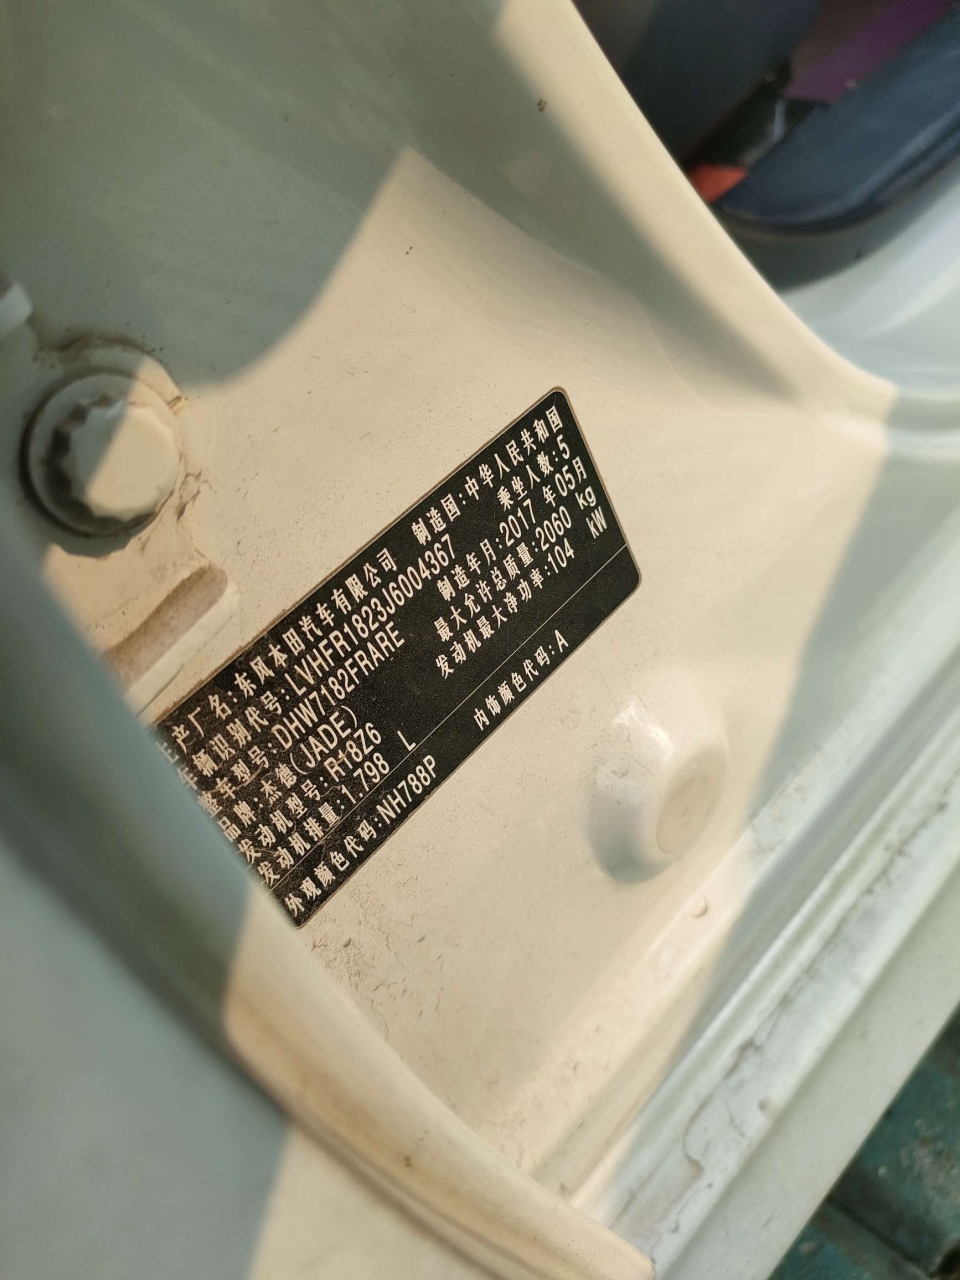 生产厂名:东风本田汽车有限公司 制造国:中华人民共和国
车辆识别代号:LVHFR1823J6004367 乘坐人数:5
整车型号:DHW7182FRARE 制造年月:2017 年05月
品牌:杰德(JADE) 最大允许总质量:2060 kg
发动机型号:R18Z6 发动机最大净功率:104 kW
发动机排量:1.798 L
外观颜色代码:NH788P 内饰颜色代码:A